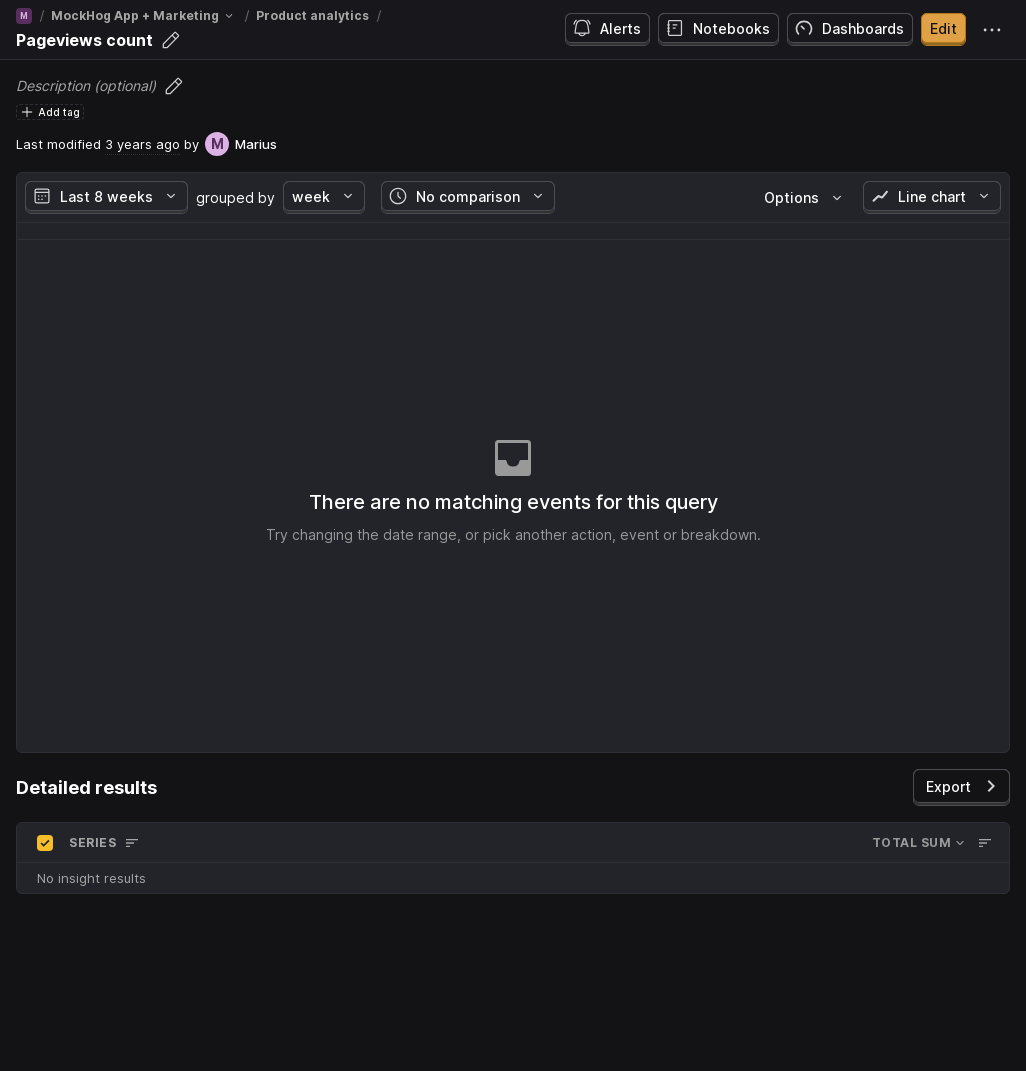 M / MockHog App + Marketing / Product analytics /
Pageviews count
Alerts Notebooks Dashboards Edit
Description (optional)
Add tag
Last modified 3 years ago by M Marius
Last 8 weeks grouped by week No comparison Options Line chart
There are no matching events for this query
Try changing the date range, or pick another action, event or breakdown.
Detailed results Export
SERIES TOTAL SUM
No insight results